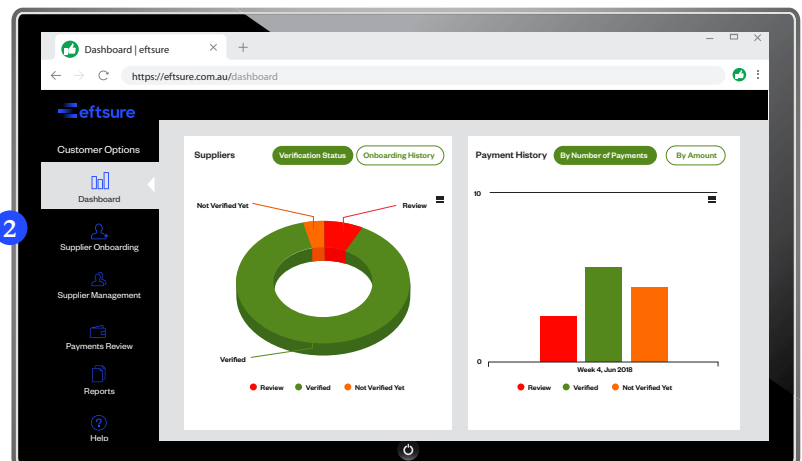 Dashboard | eftsure
https://eftsure.com.au/dashboard
eftsure
Customer Options
Dashboard
2
Supplier Onboarding
Supplier Management
Payments Review
Reports
Help
Suppliers
Verification Status
Onboarding History
Not Verified Yet
Review
Verified
Review
Verified
Not Verified Yet
Payment History
By Number of Payments
By Amount
10
0
Week 4, Jun 2018
Review
Verified
Not Verified Yet